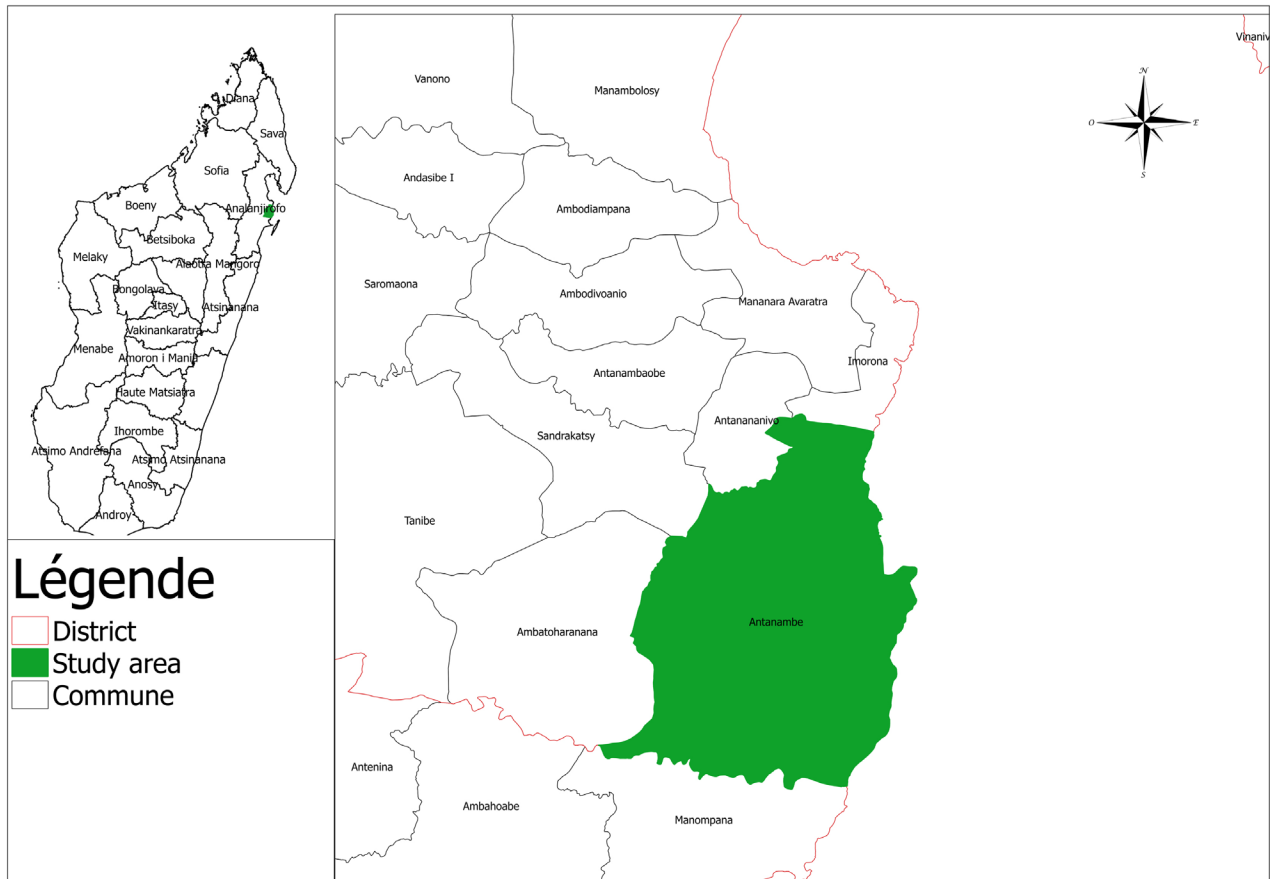 Diana
Sava
Sofia
Boeny
Analanjirofo
Betsiboka
Melaky
Alaotra Mangoro
Bongolava
Itasy
Atsinanana
Vakinankaratra
Menabe
Amoron i Mania
Haute Matsiatra
Ihorombe
Atsimo Andrefana
Atsimo Atsinanana
Anosy
Androy
Légende
District
Study area
Commune
Vanono
Manambolosy
Andasibe I
Ambodiampana
Saromaona
Ambodivoanio
Mananara Avaratra
Imorona
Antanambaobe
Antananivo
Sandrakatsy
Tanibe
Ambatoharanana
Antanambe
Antenina
Ambahoabe
Manompana
N
O
E
S